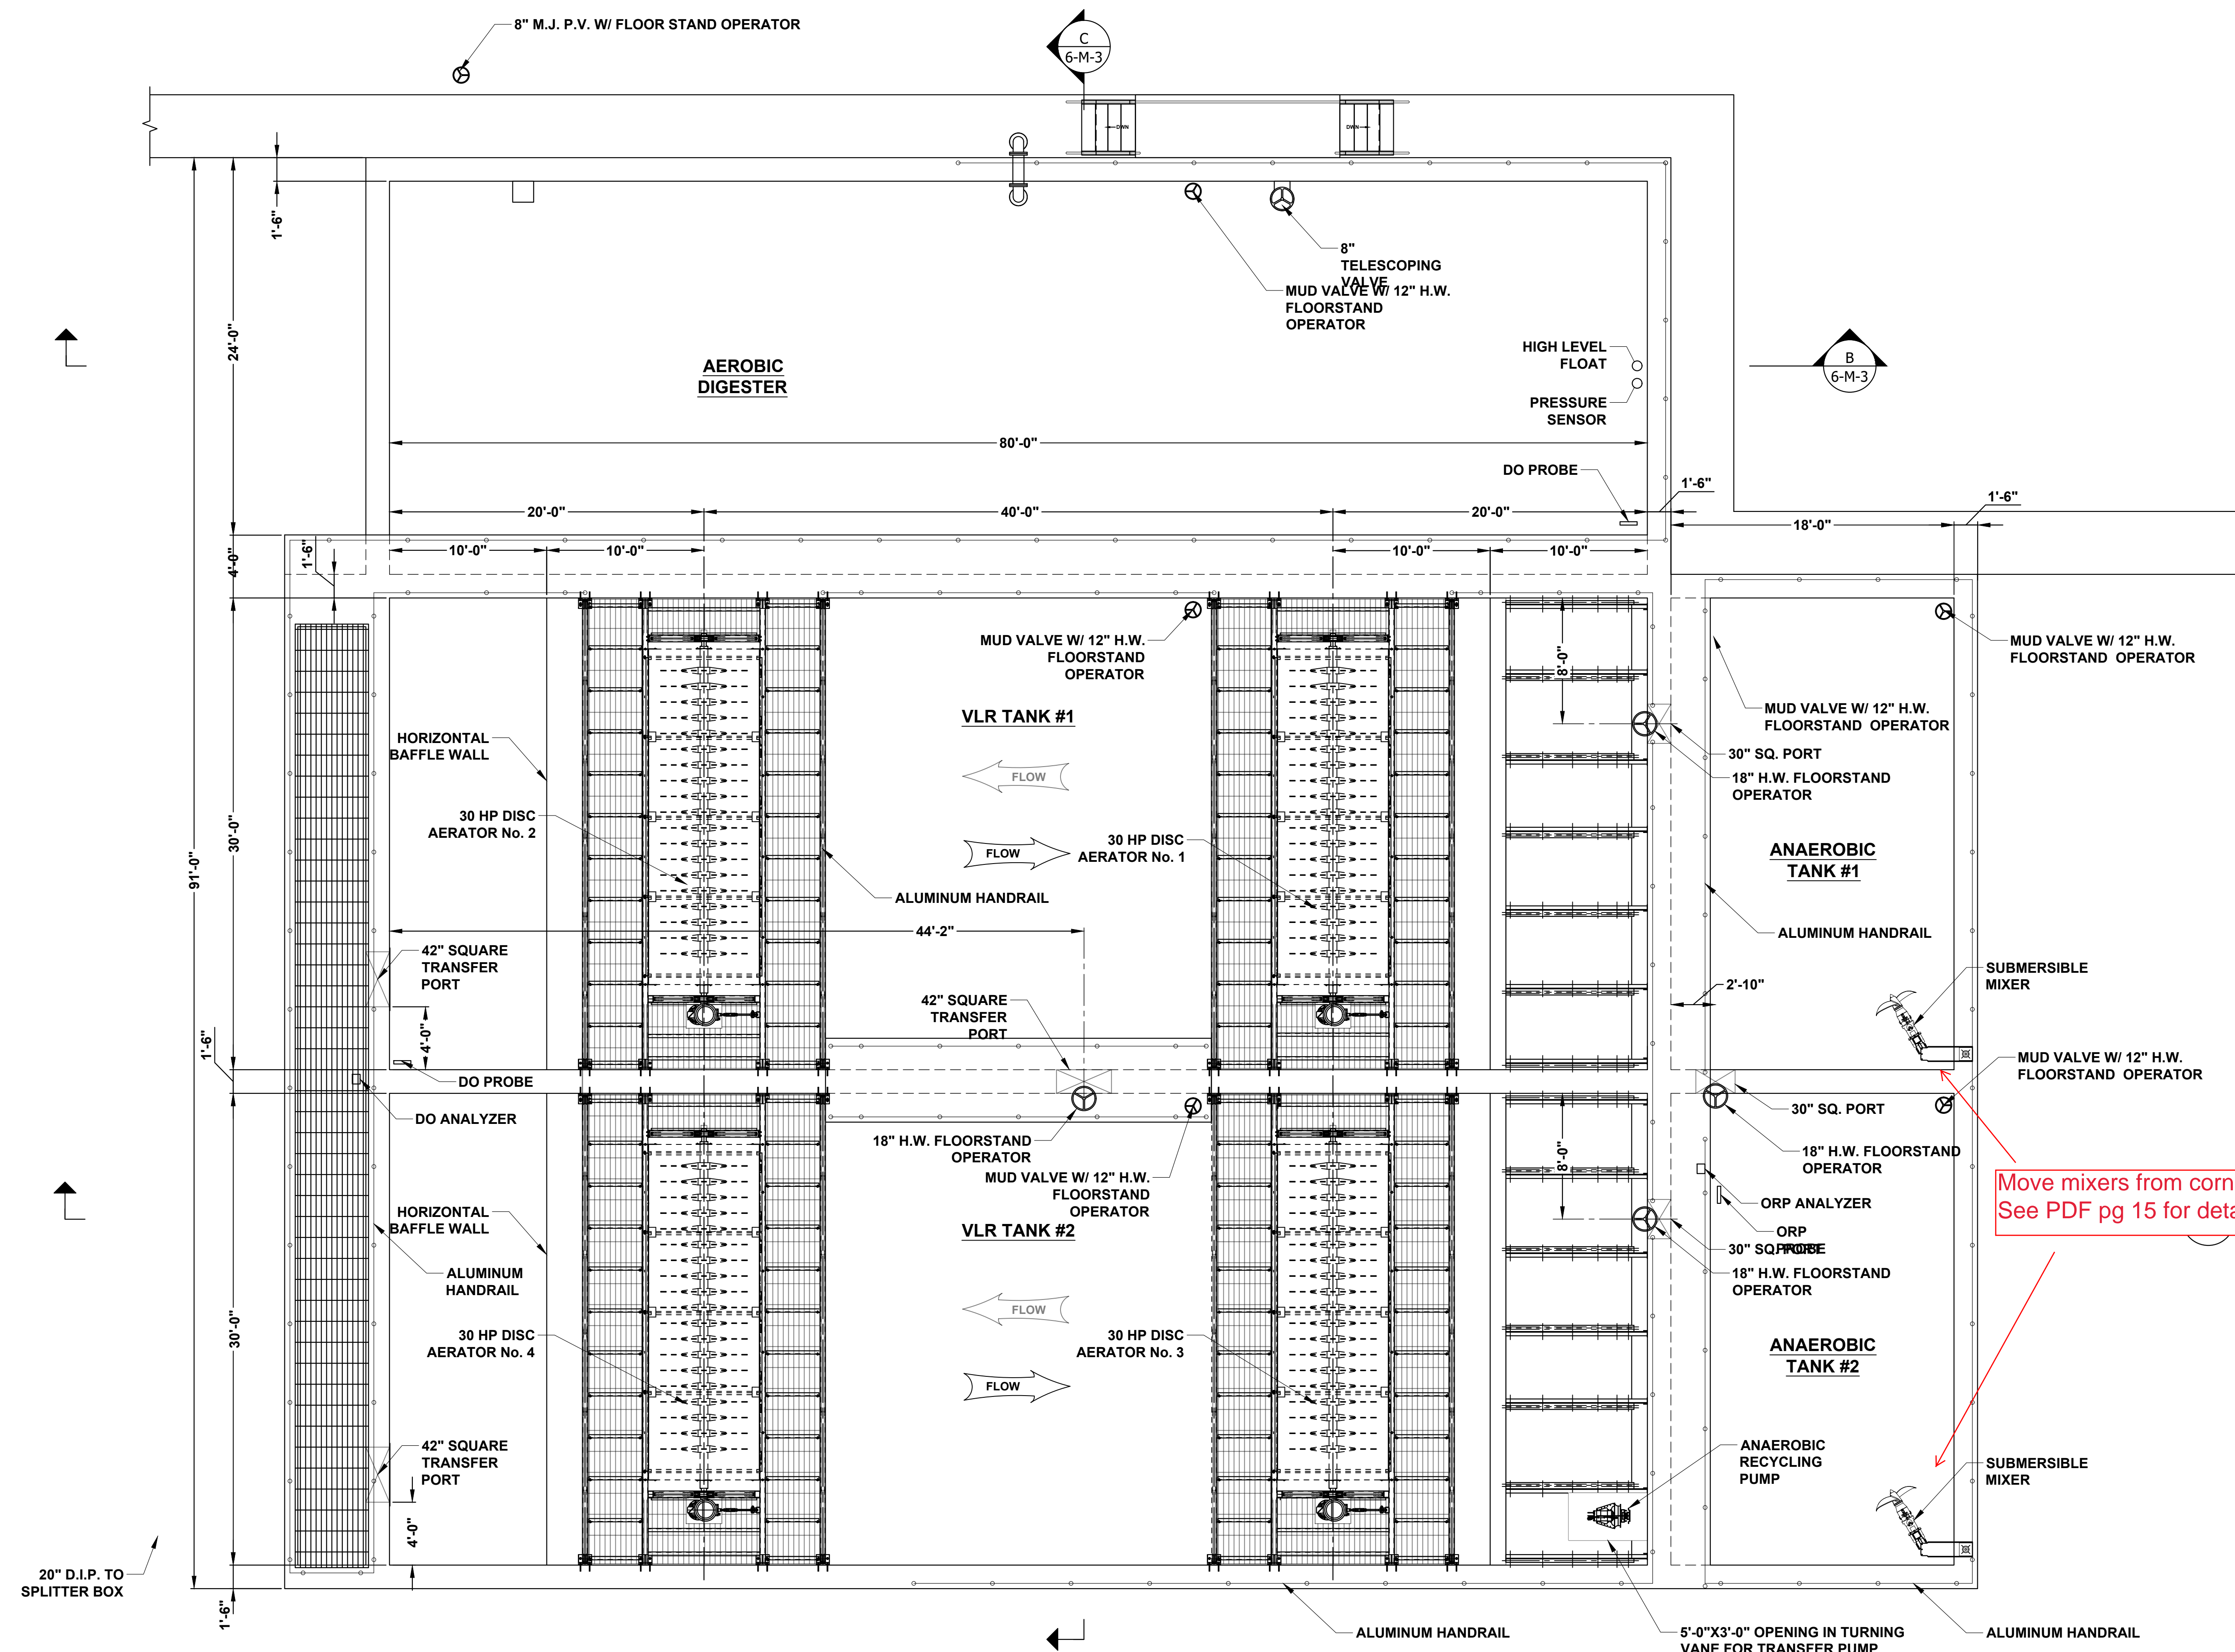 8" M.J. P.V. W/ FLOOR STAND OPERATOR
C
6-M-3
DWN
DWN
1'-6"
24'-0"
8"
TELESCOPING
VALVE
MUD VALVE W/ 12" H.W.
FLOORSTAND
OPERATOR
AEROBIC
DIGESTER
HIGH LEVEL
FLOAT
PRESSURE
SENSOR
B
6-M-3
80'-0"
DO PROBE
1'-6"
1'-6"
20'-0"
40'-0"
20'-0"
18'-0"
4'-0"
1'-6"
10'-0"
10'-0"
10'-0"
10'-0"
MUD VALVE W/ 12" H.W.
FLOORSTAND
OPERATOR
8'-0"
MUD VALVE W/ 12" H.W.
FLOORSTAND OPERATOR
VLR TANK #1
MUD VALVE W/ 12" H.W.
FLOORSTAND OPERATOR
HORIZONTAL
BAFFLE WALL
30" SQ. PORT
FLOW
18" H.W. FLOORSTAND
OPERATOR
30'-0"
30 HP DISC
AERATOR No. 2
FLOW
30 HP DISC
AERATOR No. 1
ANAEROBIC
TANK #1
91'-0"
ALUMINUM HANDRAIL
44'-2"
ALUMINUM HANDRAIL
42" SQUARE
TRANSFER
PORT
SUBMERSIBLE
MIXER
2'-10"
42" SQUARE
TRANSFER
PORT
4'-0"
1'-6"
DO PROBE
MUD VALVE W/ 12" H.W.
FLOORSTAND OPERATOR
DO ANALYZER
30" SQ. PORT
18" H.W. FLOORSTAND
OPERATOR
18" H.W. FLOORSTAND
OPERATOR
8'-0"
MUD VALVE W/ 12" H.W.
FLOORSTAND
OPERATOR
Move mixers from corn
See PDF pg 15 for deta
ORP ANALYZER
HORIZONTAL
BAFFLE WALL
VLR TANK #2
ORP
PROBE
30" SQ. PORT
ALUMINUM
HANDRAIL
18" H.W. FLOORSTAND
OPERATOR
FLOW
30'-0"
30 HP DISC
AERATOR No. 4
30 HP DISC
AERATOR No. 3
ANAEROBIC
TANK #2
FLOW
42" SQUARE
TRANSFER
PORT
ANAEROBIC
RECYCLING
PUMP
SUBMERSIBLE
MIXER
4'-0"
20" D.I.P. TO
SPLITTER BOX
1'-6"
ALUMINUM HANDRAIL
5'-0"X3'-0" OPENING IN TURNING
VANE FOR TRANSFER PUMP
ALUMINUM HANDRAIL